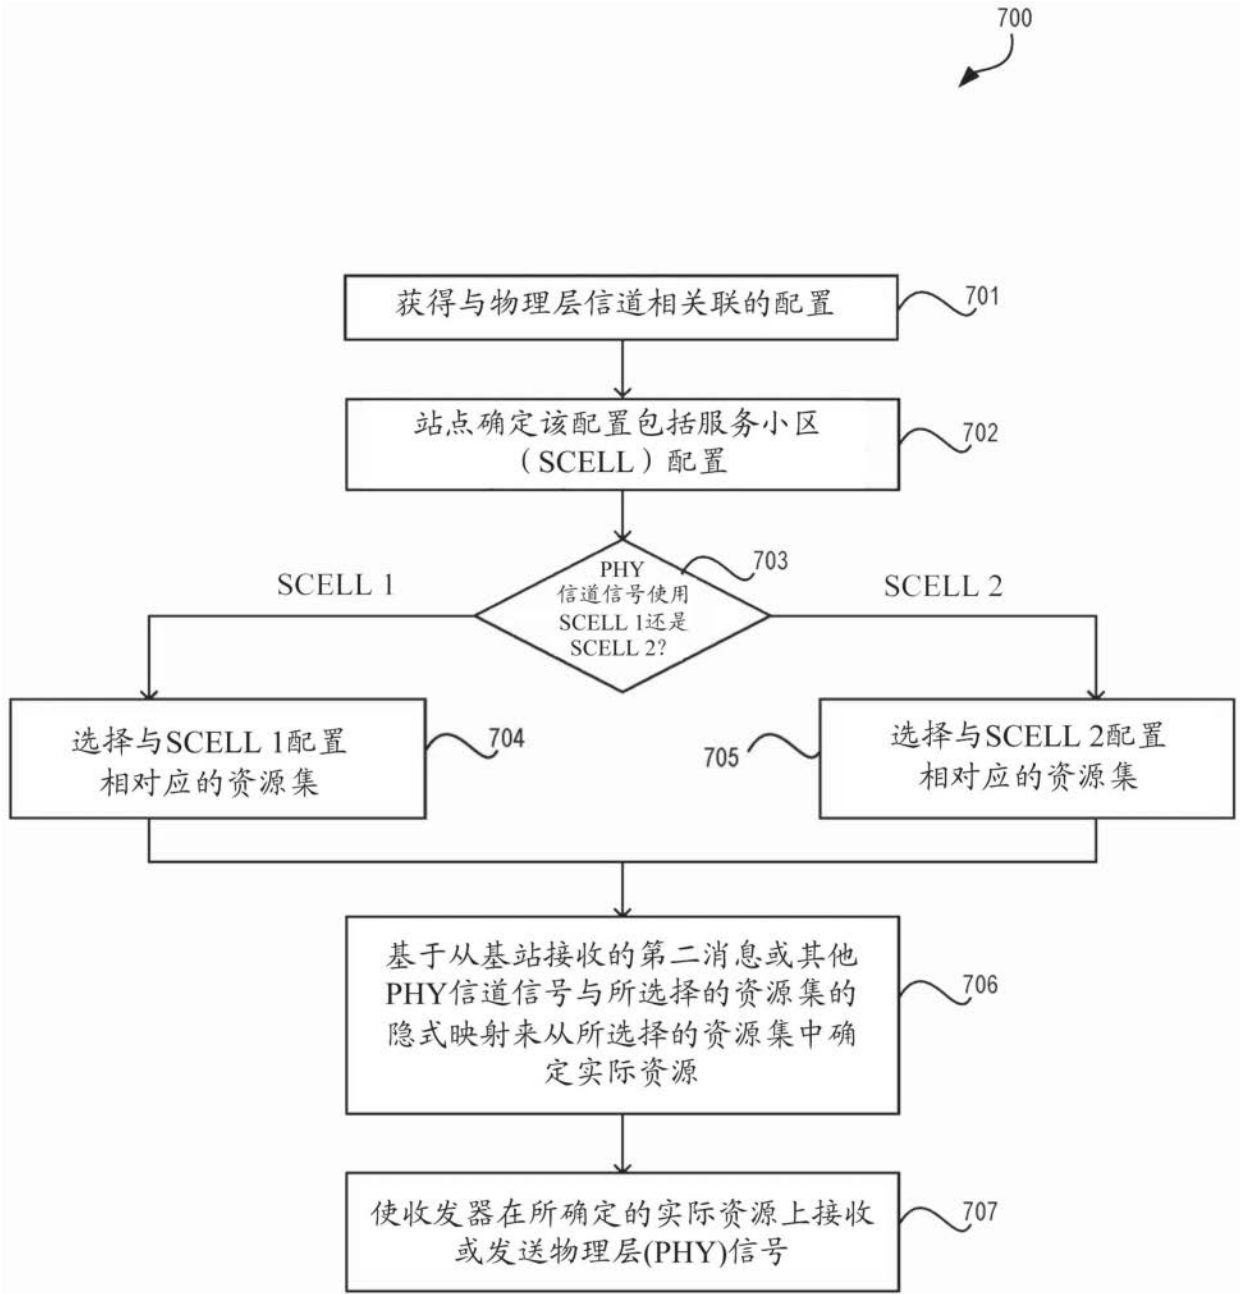 700
获得与物理层信道相关联的配置
701
站点确定该配置包括服务小区
（SCELL）配置
702
PHY
信道信号使用
SCELL 1还是
SCELL 2?
703
SCELL 1
SCELL 2
选择与SCELL 1配置
相对应的资源集
704
705
选择与SCELL 2配置
相对应的资源集
基于从基站接收的第二消息或其他
PHY信道信号与所选择的资源集的
隐式映射来从所选择的资源集中确
定实际资源
706
使收发器在所确定的实际资源上接收
或发送物理层(PHY)信号
707